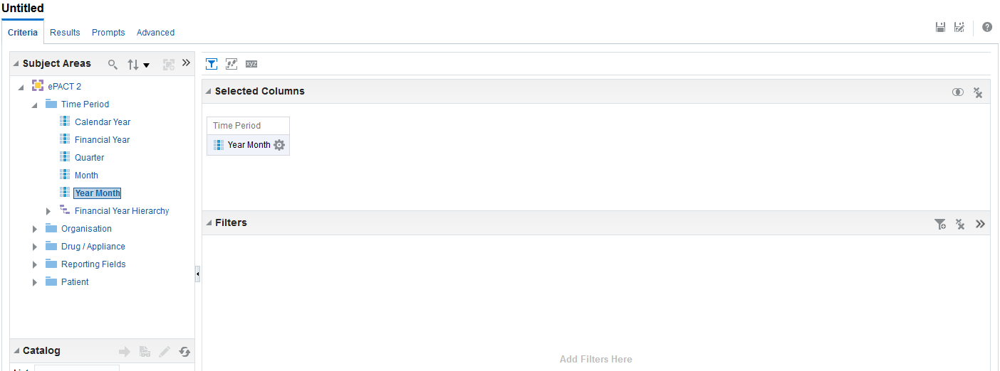 Untitled
Criteria
Results
Prompts
Advanced
Subject Areas
xyz
ePACT 2
Time Period
Calendar Year
Financial Year
Quarter
Month
Year Month
Financial Year Hierarchy
Organisation
Drug / Appliance
Reporting Fields
Patient
Catalog
Selected Columns
Time Period
Year Month
Filters
Add Filters Here